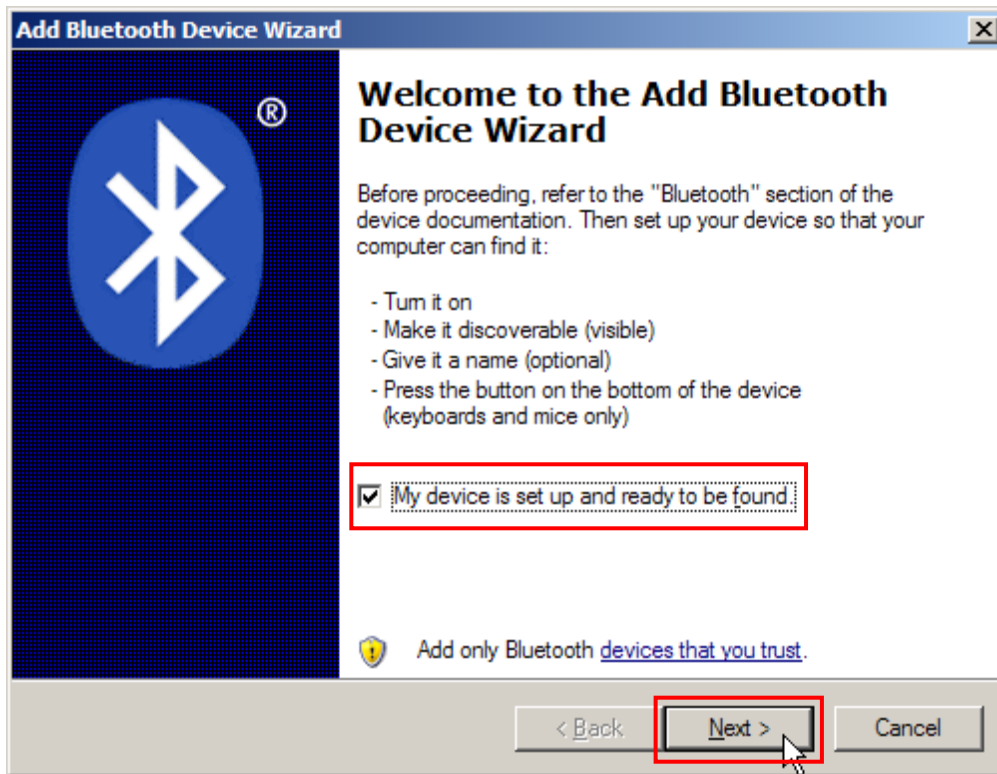 Add Bluetooth Device Wizard
®
Welcome to the Add Bluetooth
Device Wizard
Before proceeding, refer to the "Bluetooth" section of the
device documentation. Then set up your device so that your
computer can find it:
- Turn it on
- Make it discoverable (visible)
- Give it a name (optional)
- Press the button on the bottom of the device
(keyboards and mice only)
My device is set up and ready to be found.
Add only Bluetooth devices that you trust.
< Back
Next >
Cancel